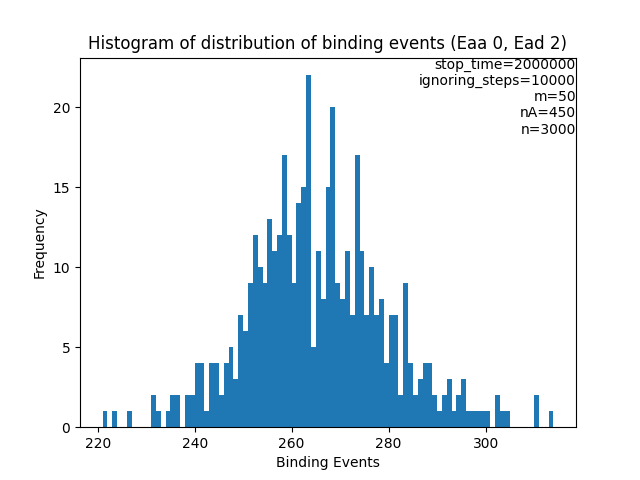 Histogram of distribution of binding events (Eaa 0, Ead 2)
stop_time=2000000
ignoring_steps=10000
m=50
nA=450
n=3000
20
15
10
5
0
Frequency
220 240 260 280 300
Binding Events